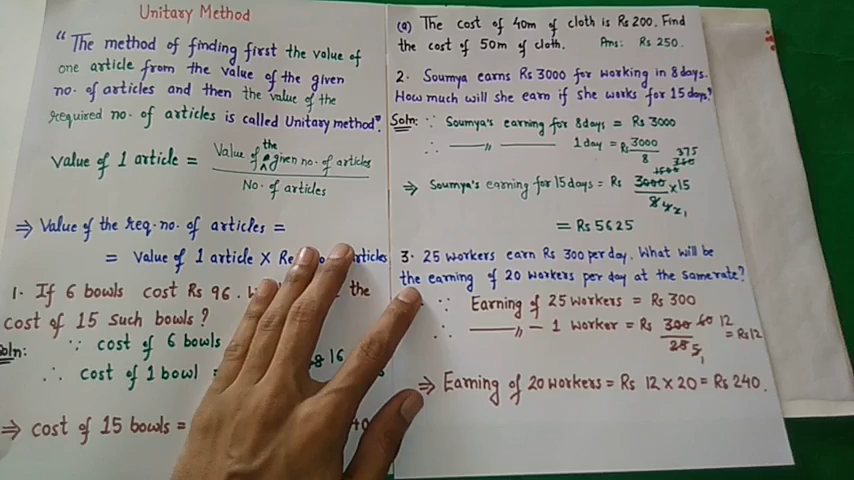 Unitary Method
"The method of finding first the value of
one article from the value of the given
no. of articles and then the value of the
required no. of articles is called Unitary method".
Value of 1 article = Value of the given no. of articles
No. of articles
⇒ Value of the req. no. of articles =
= Value of 1 article × Re articles
1. If 6 bowls cost Rs 96. the
cost of 15 such bowls?
Soln: ∵ cost of 6 bowls
∴ cost of 1 bowl = 16
⇒ cost of 15 bowls = 40
(a) The cost of 40m of cloth is Rs 200. Find
the cost of 50m of cloth. Ans: Rs 250.
2. Soumya earns Rs 3000 for working in 8 days.
How much will she earn if she works for 15 days?
Soln: ∵ Soumya's earning for 8 days = Rs 3000
∴ —〃— 1 day = Rs 3000
8
375
⇒ Soumya's earning for 15 days = Rs 3000 × 15
8 4 2 1
= Rs 5625
3. 25 workers earn Rs 300 per day. What will be
the earning of 20 workers per day at the same rate?
∵ Earning of 25 workers = Rs 300
∴ —〃— 1 worker = Rs 300 60 12 = Rs 12
25 5 1
⇒ Earning of 20 workers = Rs 12 × 20 = Rs 240.